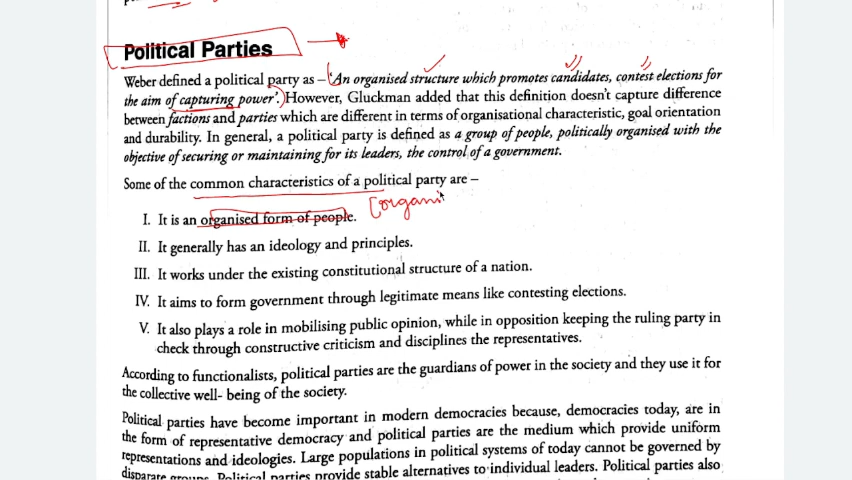 Political Parties
Weber defined a political party as – 'An organised structure which promotes candidates, contest elections for
the aim of capturing power'. However, Gluckman added that this definition doesn't capture difference
between factions and parties which are different in terms of organisational characteristic, goal orientation
and durability. In general, a political party is defined as a group of people, politically organised with the
objective of securing or maintaining for its leaders, the control of a government.
Some of the common characteristics of a political party are –
I. It is an organised form of people. [organi
II. It generally has an ideology and principles.
III. It works under the existing constitutional structure of a nation.
IV. It aims to form government through legitimate means like contesting elections.
V. It also plays a role in mobilising public opinion, while in opposition keeping the ruling party in
check through constructive criticism and disciplines the representatives.
According to functionalists, political parties are the guardians of power in the society and they use it for
the collective well- being of the society.
Political parties have become important in modern democracies because, democracies today, are in
the form of representative democracy and political parties are the medium which provide uniform
representations and ideologies. Large populations in political systems of today cannot be governed by
disparate groups. Political parties provide stable alternatives to individual leaders. Political parties also